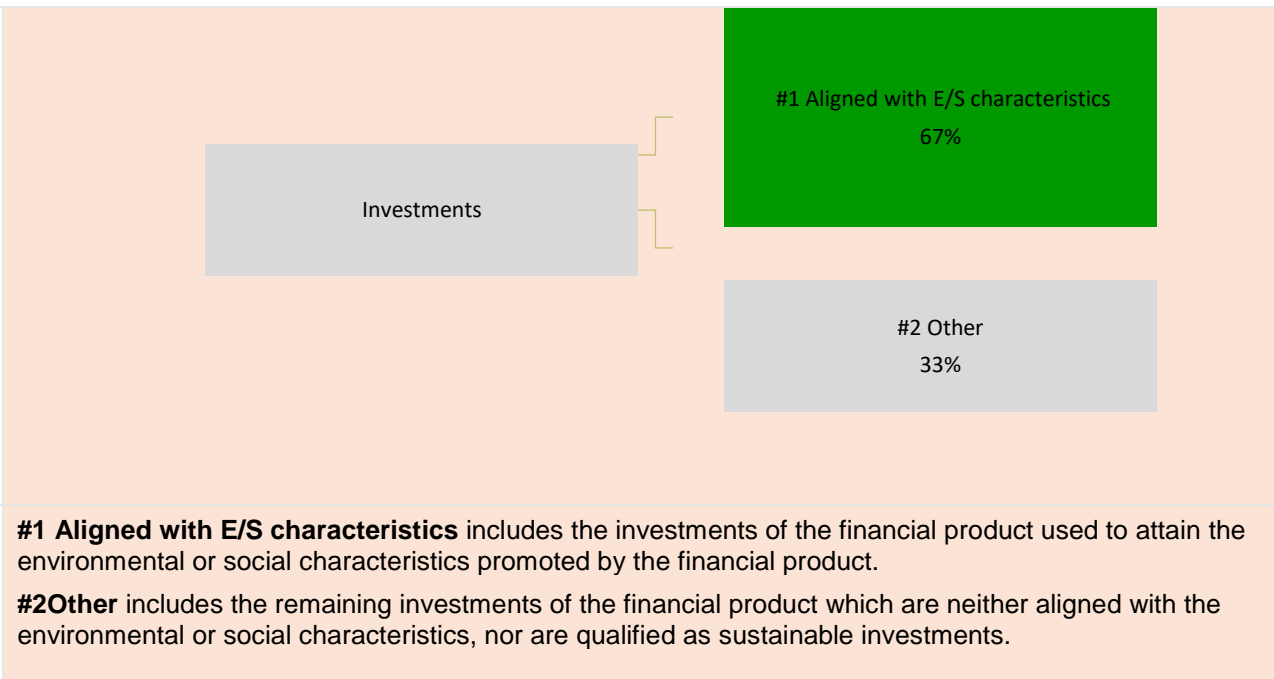 #1 Aligned with E/S characteristics
67%
Investments
#2 Other
33%
#1 Aligned with E/S characteristics includes the investments of the financial product used to attain the
environmental or social characteristics promoted by the financial product.
#2Other includes the remaining investments of the financial product which are neither aligned with the
environmental or social characteristics, nor are qualified as sustainable investments.